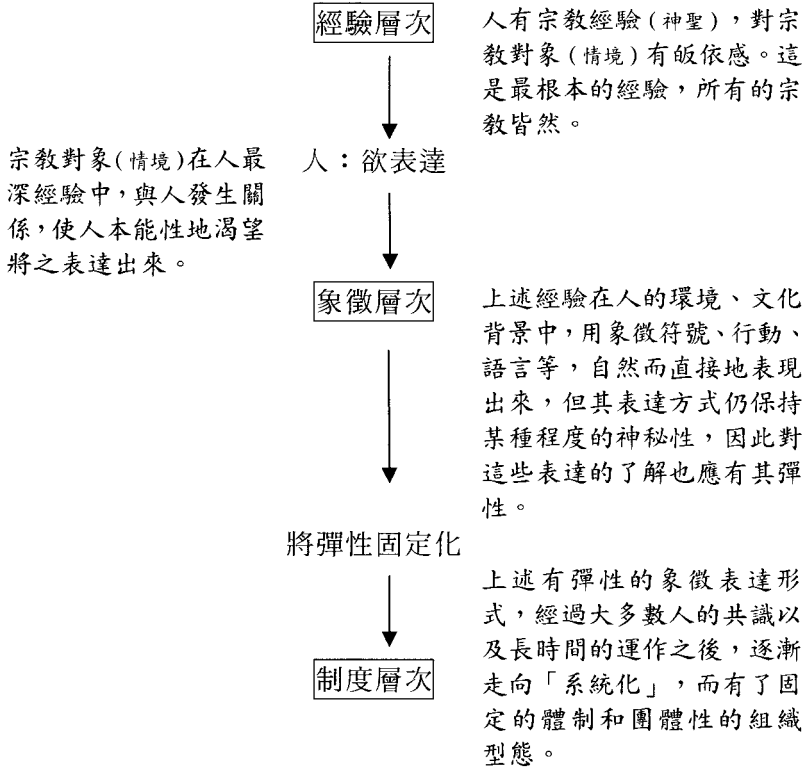 經驗層次
人有宗教經驗(神聖),對宗
教對象(情境)有皈依感。這
是最根本的經驗,所有的宗
教皆然。
宗教對象(情境)在人最
深經驗中,與人發生關
係,使人本能性地渴望
將之表達出來。
人:欲表達
象徵層次
上述經驗在人的環境、文化
背景中,用象徵符號、行動、
語言等,自然而直接地表現
出來,但其表達方式仍保持
某種程度的神秘性,因此對
這些表達的了解也應有其彈
性。
將彈性固定化
上述有彈性的象徵表達形
式,經過大多數人的共識以
及長時間的運作之後,逐漸
走向「系統化」,而有了固
定的體制和團體性的組織
型態。
制度層次